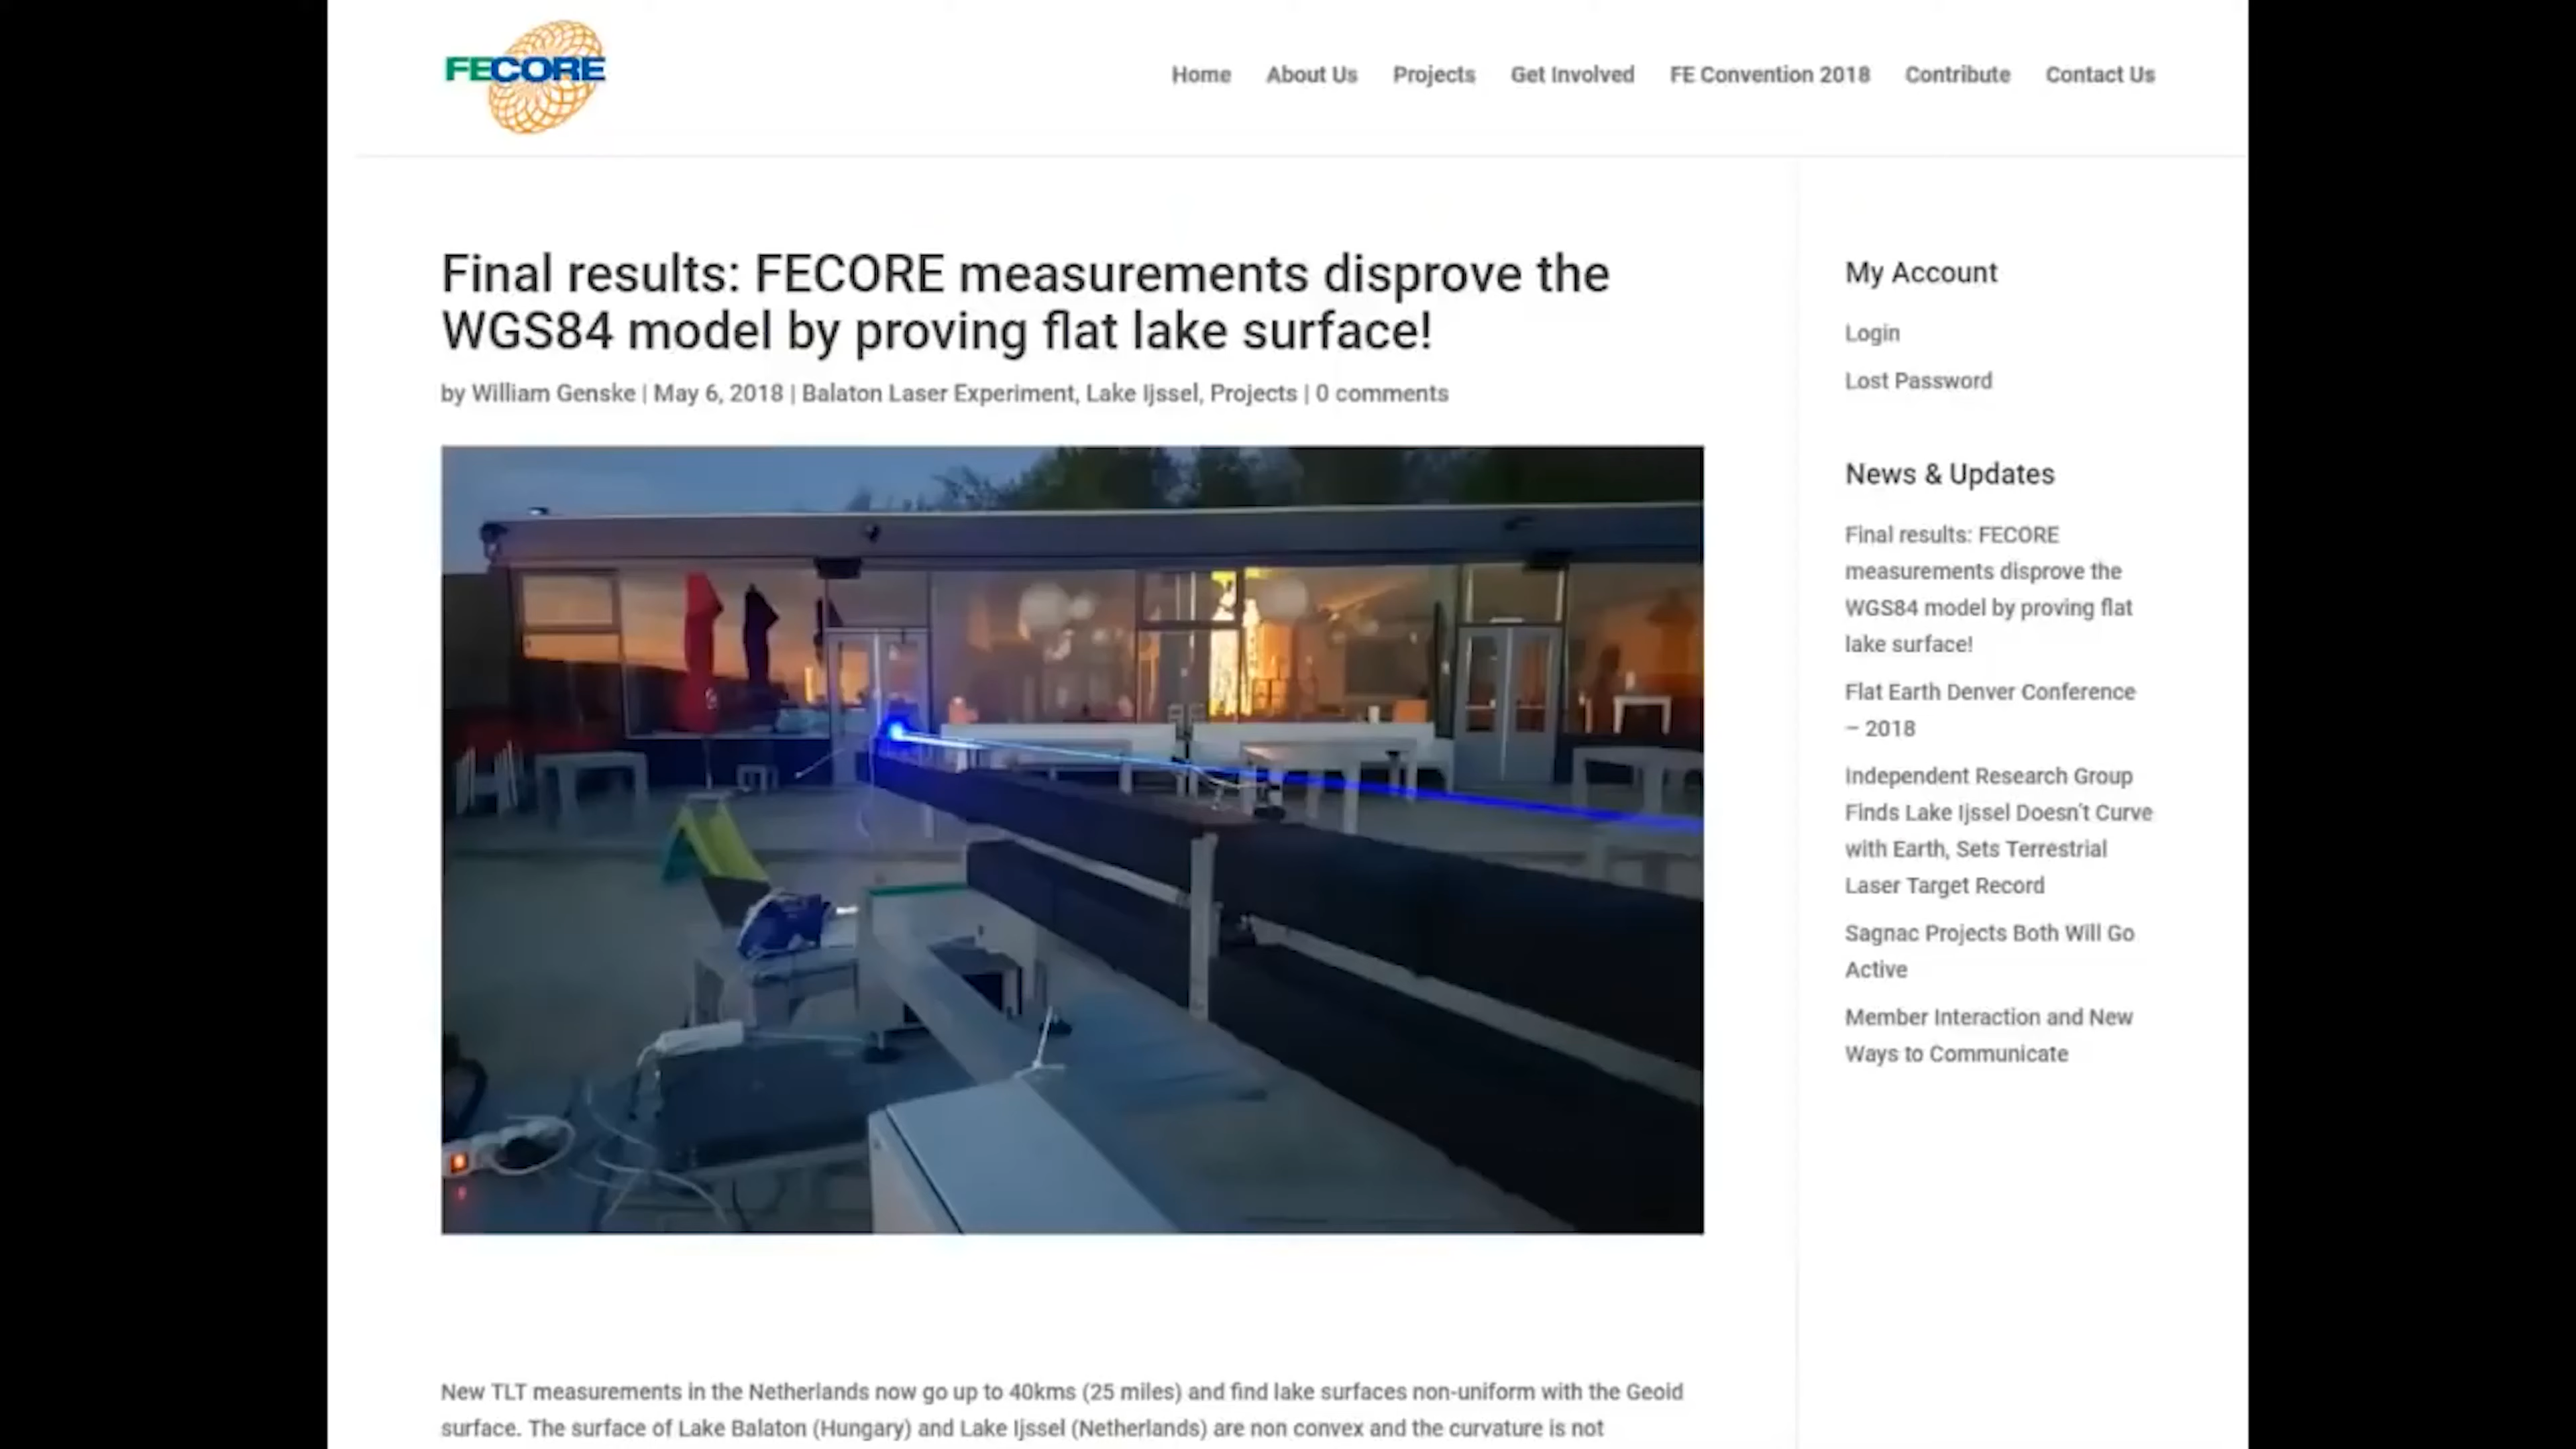 FECORE
Home About Us Projects Get Involved FE Convention 2018 Contribute Contact Us
Final results: FECORE measurements disprove the
WGS84 model by proving flat lake surface!
by William Genske | May 6, 2018 | Balaton Laser Experiment, Lake Ijssel, Projects | 0 comments
New TLT measurements in the Netherlands now go up to 40kms (25 miles) and find lake surfaces non-uniform with the Geoid
surface. The surface of Lake Balaton (Hungary) and Lake Ijssel (Netherlands) are non convex and the curvature is not
My Account
Login
Lost Password
News & Updates
Final results: FECORE
measurements disprove the
WGS84 model by proving flat
lake surface!
Flat Earth Denver Conference
– 2018
Independent Research Group
Finds Lake Ijssel Doesn't Curve
with Earth, Sets Terrestrial
Laser Target Record
Sagnac Projects Both Will Go
Active
Member Interaction and New
Ways to Communicate